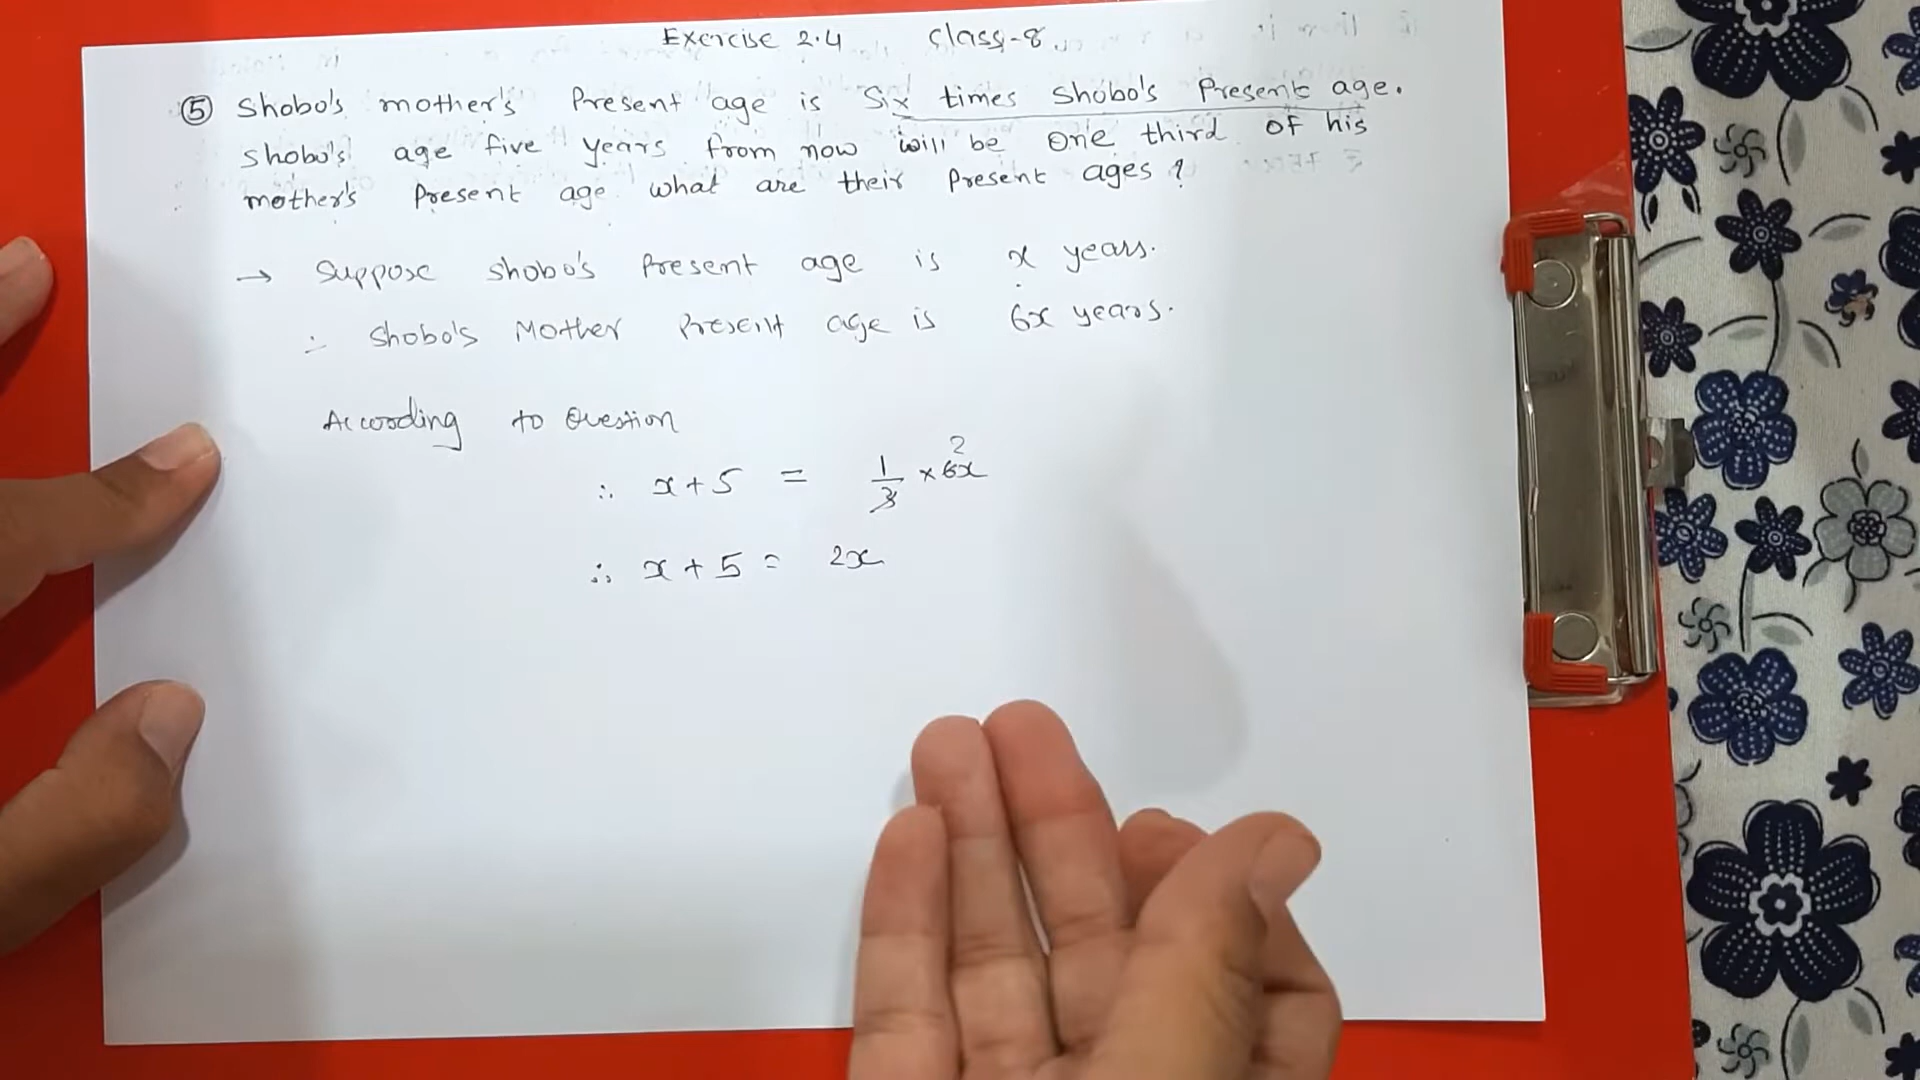 Exercise 2.4 Class-8
⑤ Shobo's mother's Present age is Six times Shobo's Present age.
Shobo's age five years from now will be One third of his
mother's Present age what are their Present ages?
→ Suppose Shobo's Present age is x years.
∴ Shobo's Mother Present age is 6x years.
According to Question
∴ x+5 = 1/3 × 6x 2
∴ x+5 = 2x